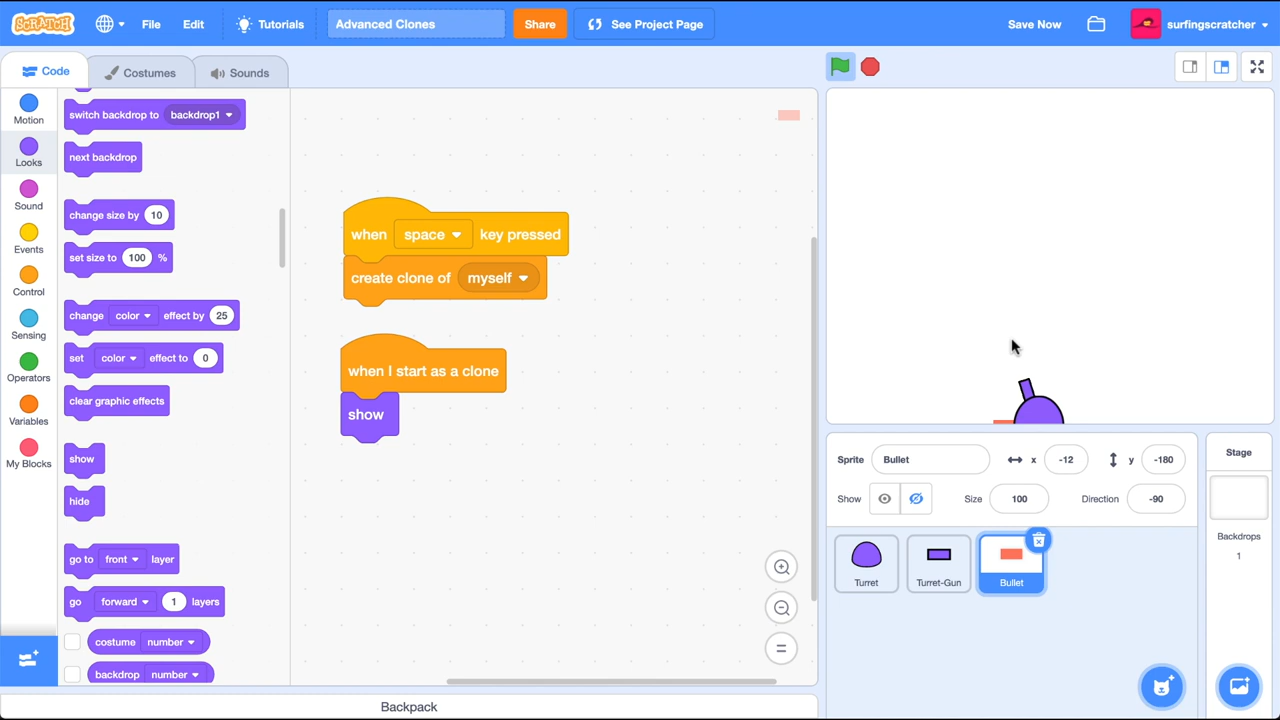 SCRATCH File Edit Tutorials Advanced Clones Share See Project Page Save Now surfingscratcher
Code Costumes Sounds
Motion
Looks
Sound
Events
Control
Sensing
Operators
Variables
My Blocks
switch backdrop to backdrop1
next backdrop
change size by 10
set size to 100 %
change color effect by 25
set color effect to 0
clear graphic effects
show
hide
go to front layer
go forward 1 layers
costume number
backdrop number
when space key pressed
create clone of myself
when I start as a clone
show
Sprite Bullet x -12 y -180
Show Size 100 Direction -90
Turret Turret-Gun Bullet
Stage
Backdrops
1
Backpack